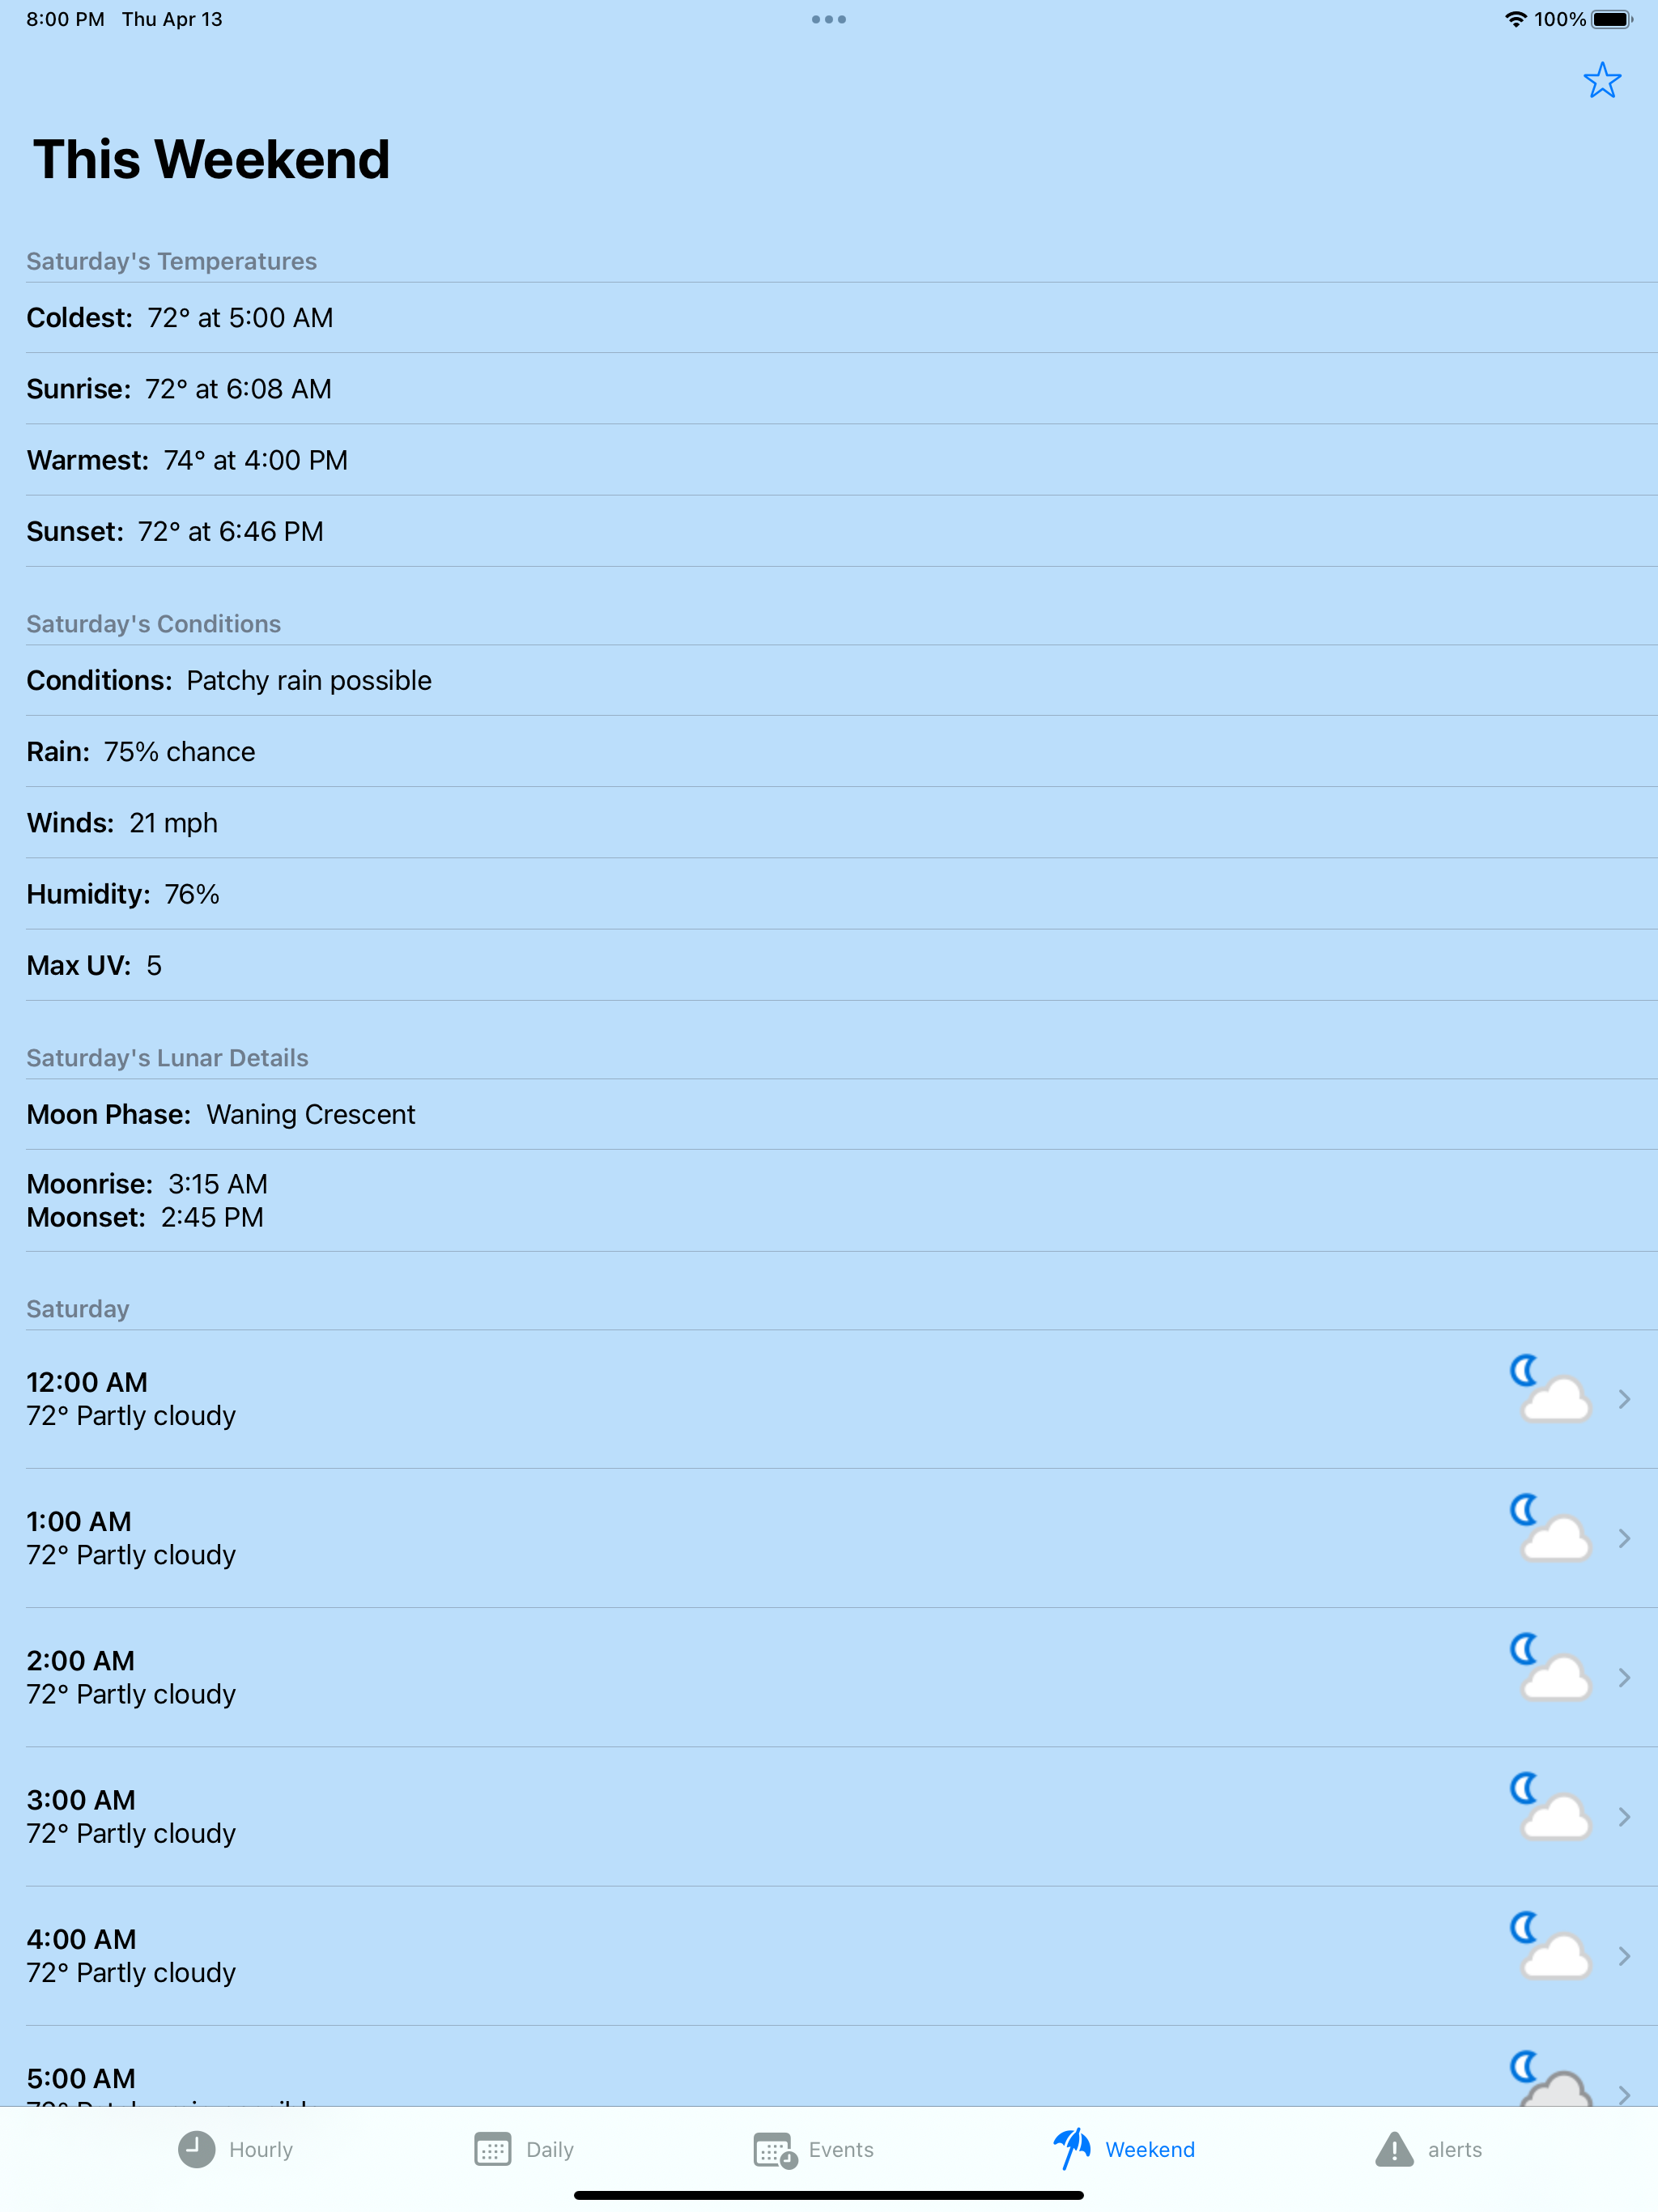 8:00 PM Thu Apr 13
100%
This Weekend
Saturday's Temperatures
Coldest: 72° at 5:00 AM
Sunrise: 72° at 6:08 AM
Warmest: 74° at 4:00 PM
Sunset: 72° at 6:46 PM
Saturday's Conditions
Conditions: Patchy rain possible
Rain: 75% chance
Winds: 21 mph
Humidity: 76%
Max UV: 5
Saturday's Lunar Details
Moon Phase: Waning Crescent
Moonrise: 3:15 AM
Moonset: 2:45 PM
Saturday
12:00 AM
72° Partly cloudy
1:00 AM
72° Partly cloudy
2:00 AM
72° Partly cloudy
3:00 AM
72° Partly cloudy
4:00 AM
72° Partly cloudy
5:00 AM
Hourly
Daily
Events
Weekend
alerts